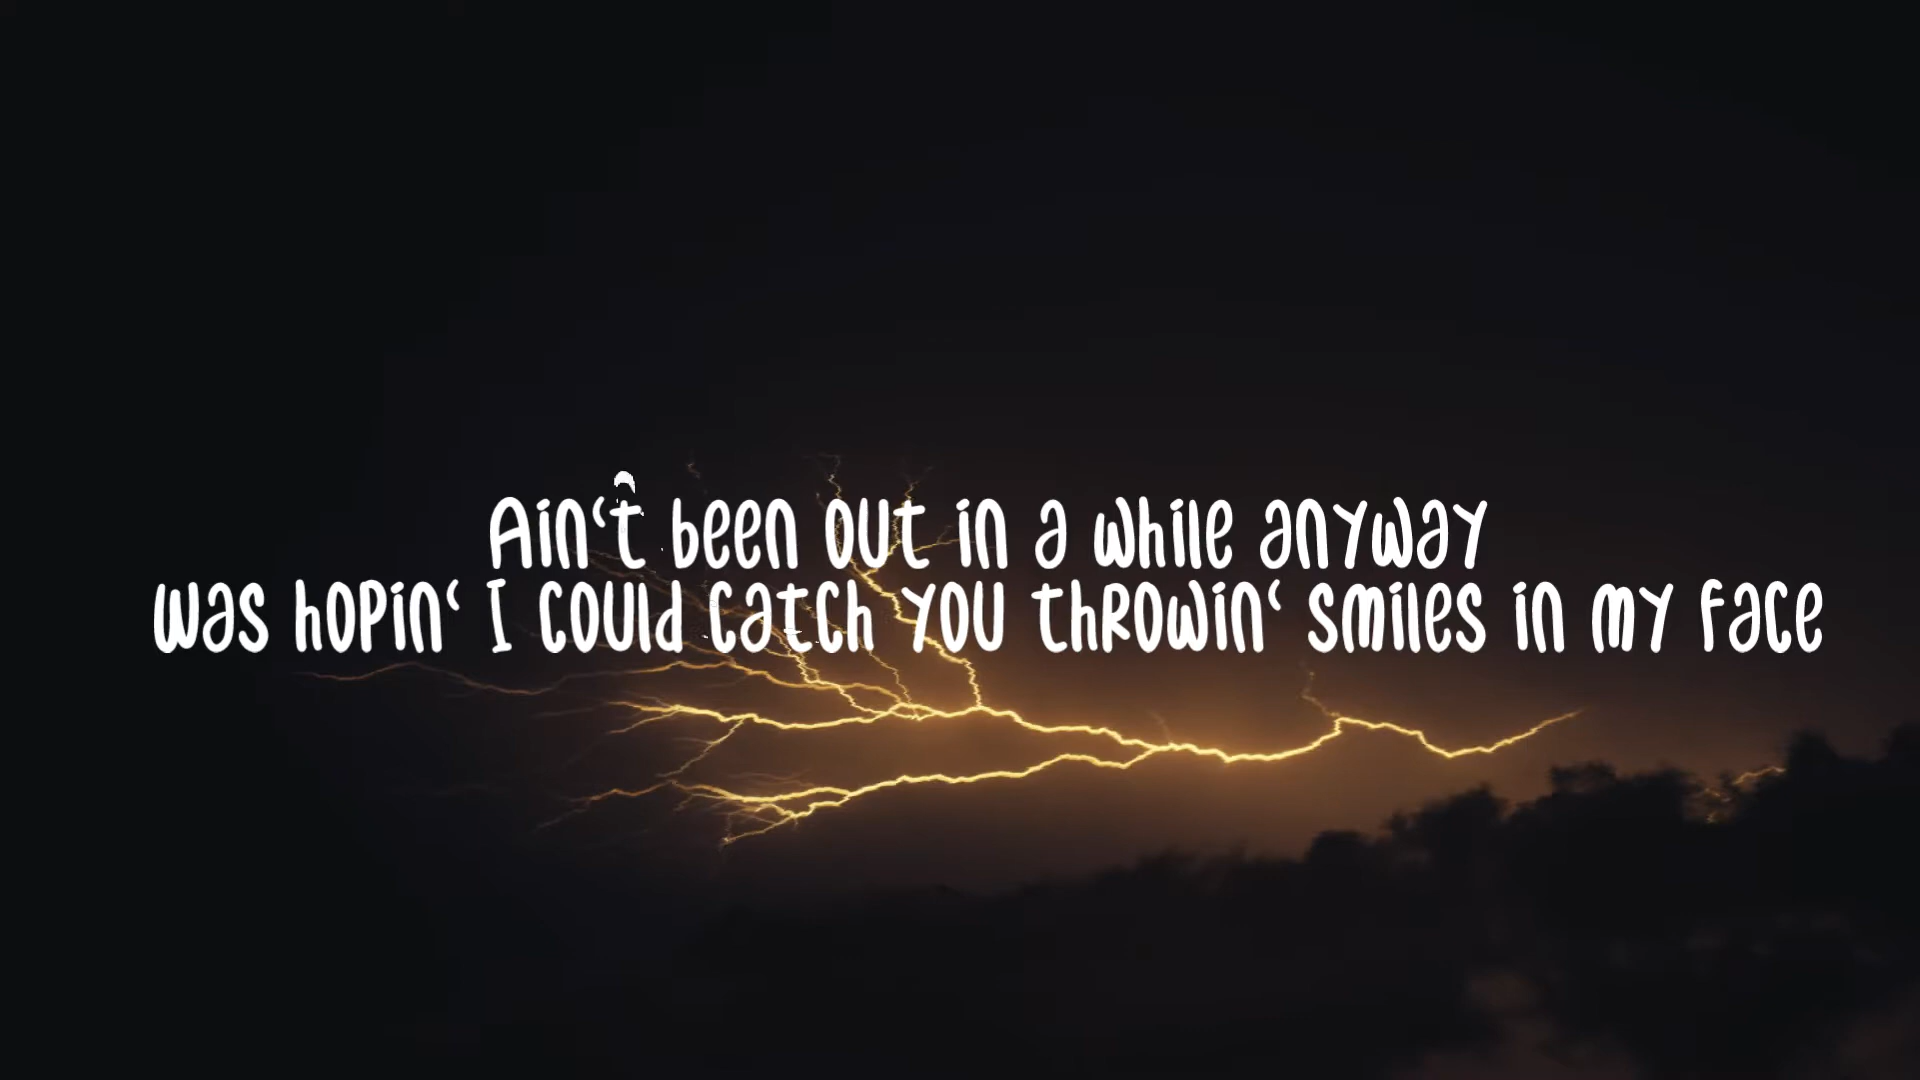 Ain't been out in a while anyway
was hopin' I could catch you throwin' smiles in my face